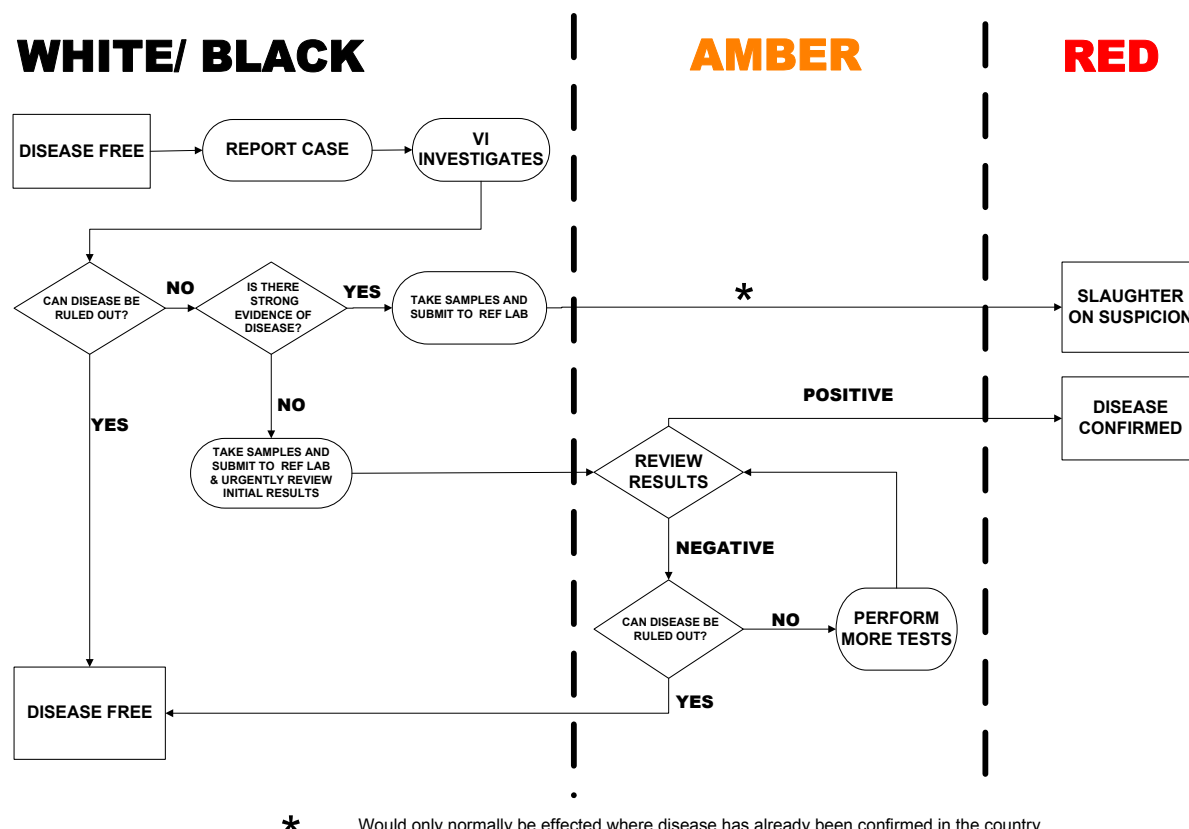 WHITE/ BLACK
AMBER
RED
DISEASE FREE
REPORT CASE
VI
INVESTIGATES
CAN DISEASE BE
RULED OUT?
NO
IS THERE
STRONG
EVIDENCE OF
DISEASE?
YES
TAKE SAMPLES AND
SUBMIT TO REF LAB
*
SLAUGHTER
ON SUSPICION
POSITIVE
DISEASE
CONFIRMED
YES
NO
TAKE SAMPLES AND
SUBMIT TO REF LAB
& URGENTLY REVIEW
INITIAL RESULTS
REVIEW
RESULTS
NEGATIVE
CAN DISEASE BE
RULED OUT?
NO
PERFORM
MORE TESTS
YES
DISEASE FREE
* Would only normally be effected where disease has already been confirmed in the country